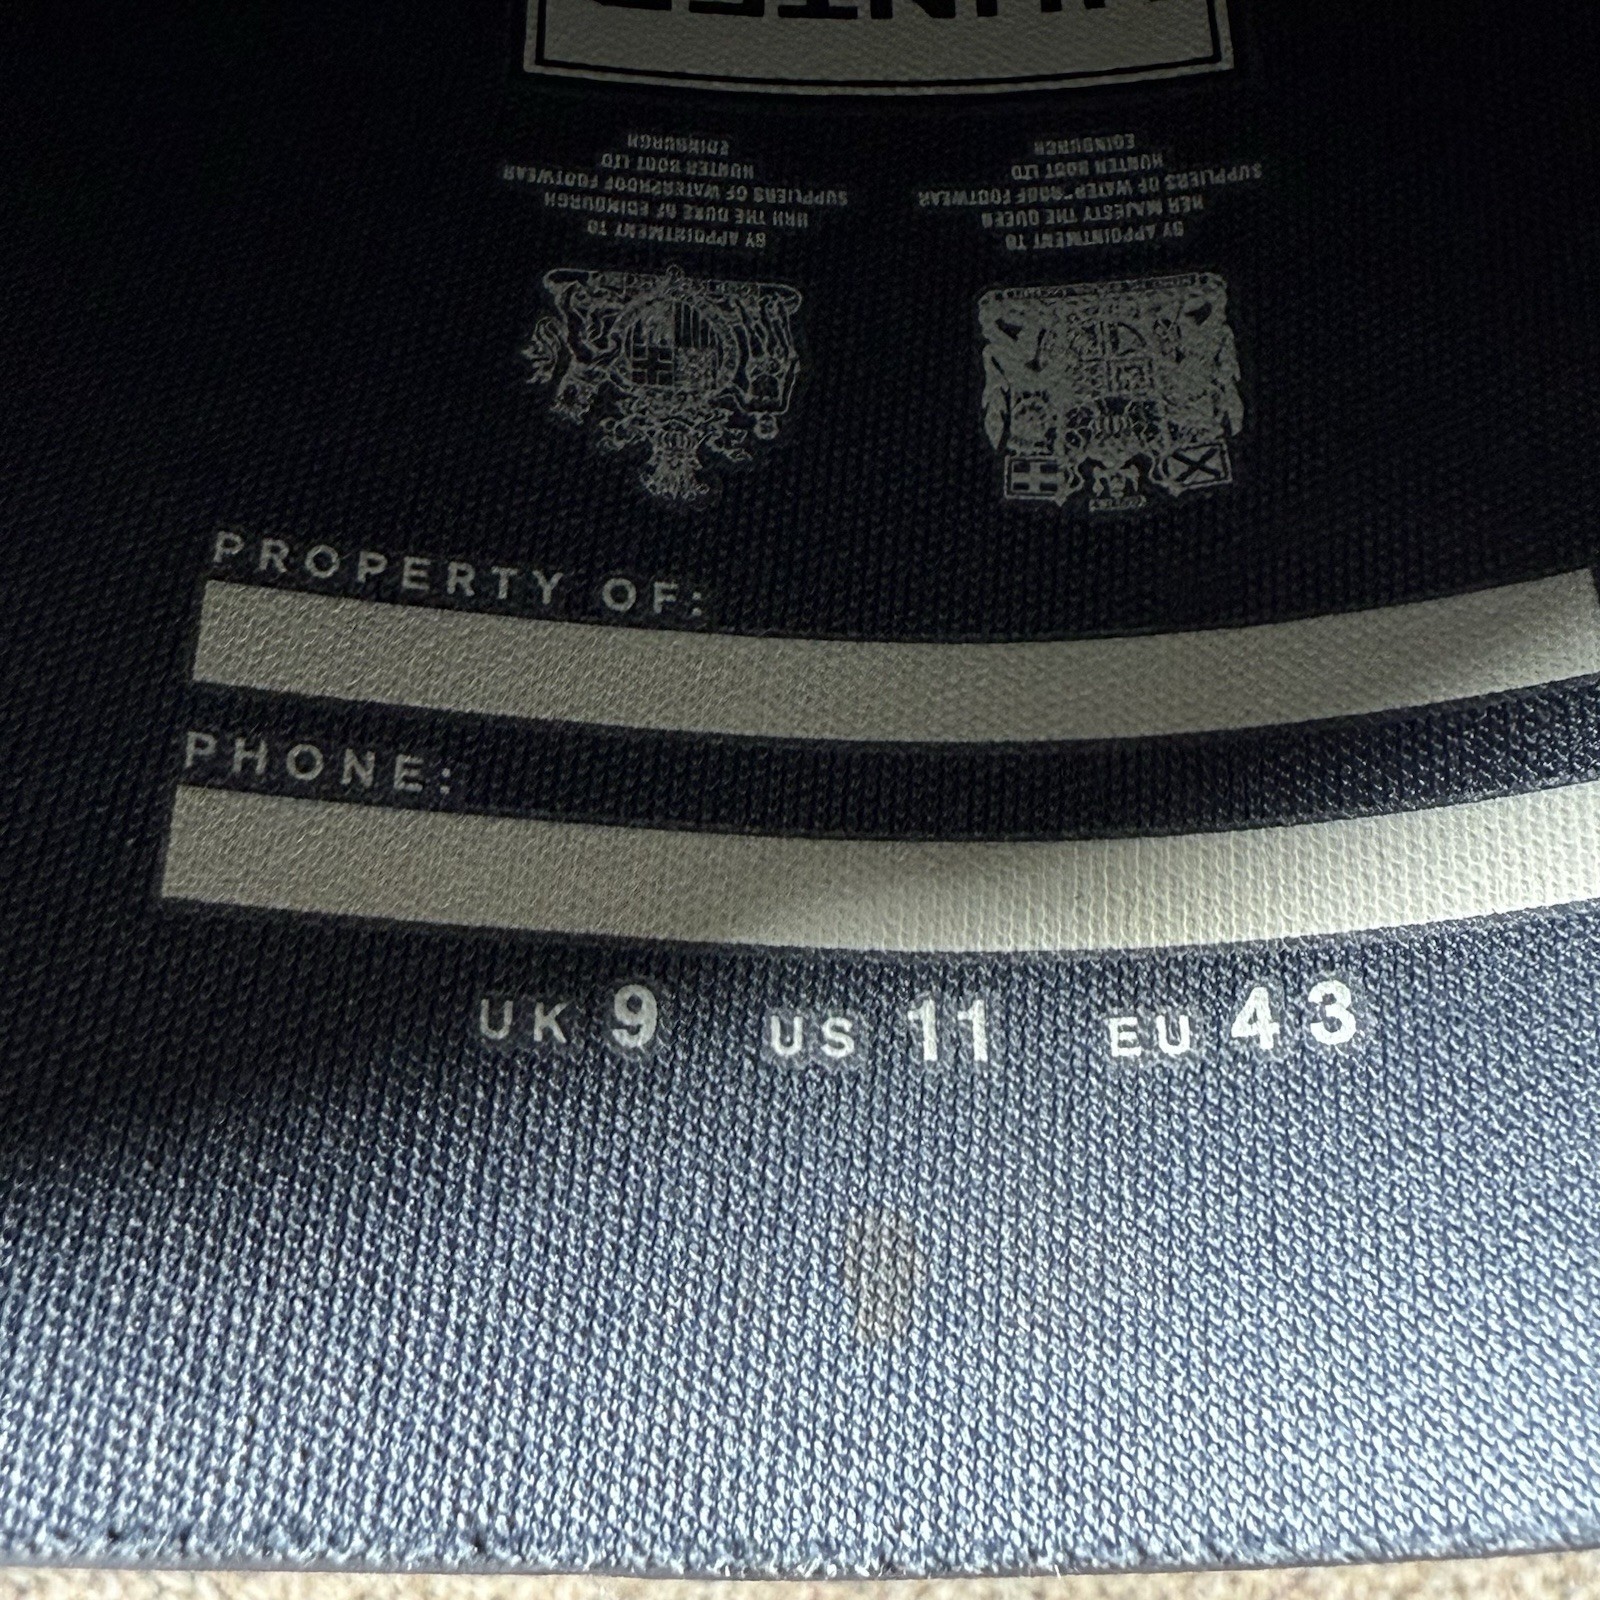 HUNTER
BY APPOINTMENT TO
HER MAJESTY THE QUEEN
SUPPLIERS OF WATERPROOF FOOTWEAR
HUNTER BOOT LTD
EDINBURGH
BY APPOINTMENT TO
HRH THE DUKE OF EDINBURGH
SUPPLIERS OF WATERPROOF FOOTWEAR
HUNTER BOOT LTD
EDINBURGH
PROPERTY OF:
PHONE:
UK 9 US 11 EU 43